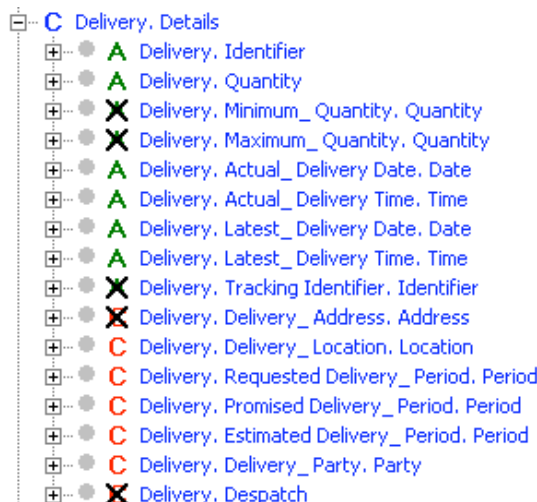 C Delivery. Details
A Delivery. Identifier
A Delivery. Quantity
Delivery. Minimum_ Quantity. Quantity
Delivery. Maximum_ Quantity. Quantity
A Delivery. Actual_ Delivery Date. Date
A Delivery. Actual_ Delivery Time. Time
A Delivery. Latest_ Delivery Date. Date
A Delivery. Latest_ Delivery Time. Time
Delivery. Tracking Identifier. Identifier
Delivery. Delivery_ Address. Address
C Delivery. Delivery_ Location. Location
C Delivery. Requested Delivery_ Period. Period
C Delivery. Promised Delivery_ Period. Period
C Delivery. Estimated Delivery_ Period. Period
C Delivery. Delivery_ Party. Party
Delivery. Despatch